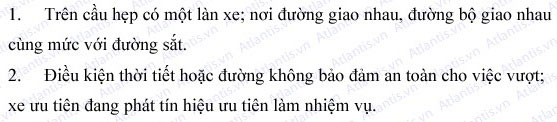 1. Trên cầu hẹp có một làn xe; nơi đường giao nhau, đường bộ giao nhau
cùng mức với đường sắt.
2. Điều kiện thời tiết hoặc đường không bảo đảm an toàn cho việc vượt;
xe ưu tiên đang phát tín hiệu ưu tiên làm nhiệm vụ.